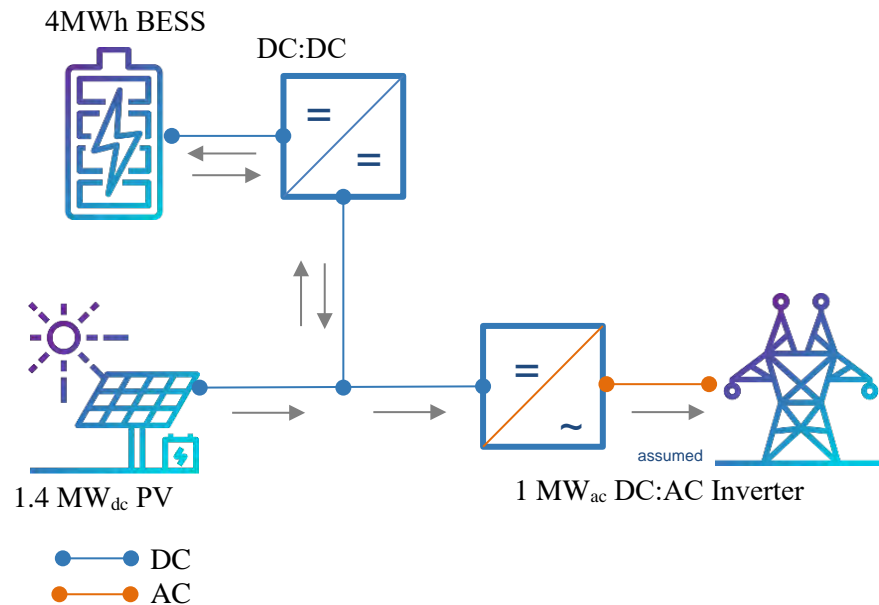 4MWh BESS
DC:DC
=
=
=
~
assumed
1.4 MWdc PV
1 MWac DC:AC Inverter
DC
AC